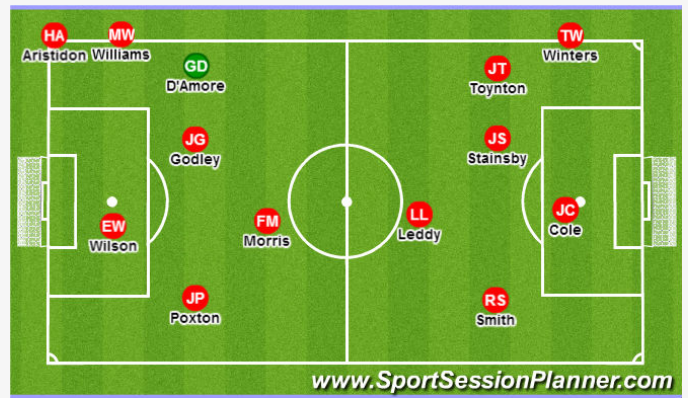 HA
Aristidon
MW
Williams
GD
D'Amore
JG
Godley
EW
Wilson
FM
Morris
JP
Poxton
TW
Winters
JT
Toynton
JS
Stainsby
LL
Leddy
JC
Cole
RS
Smith
www.SportSessionPlanner.com